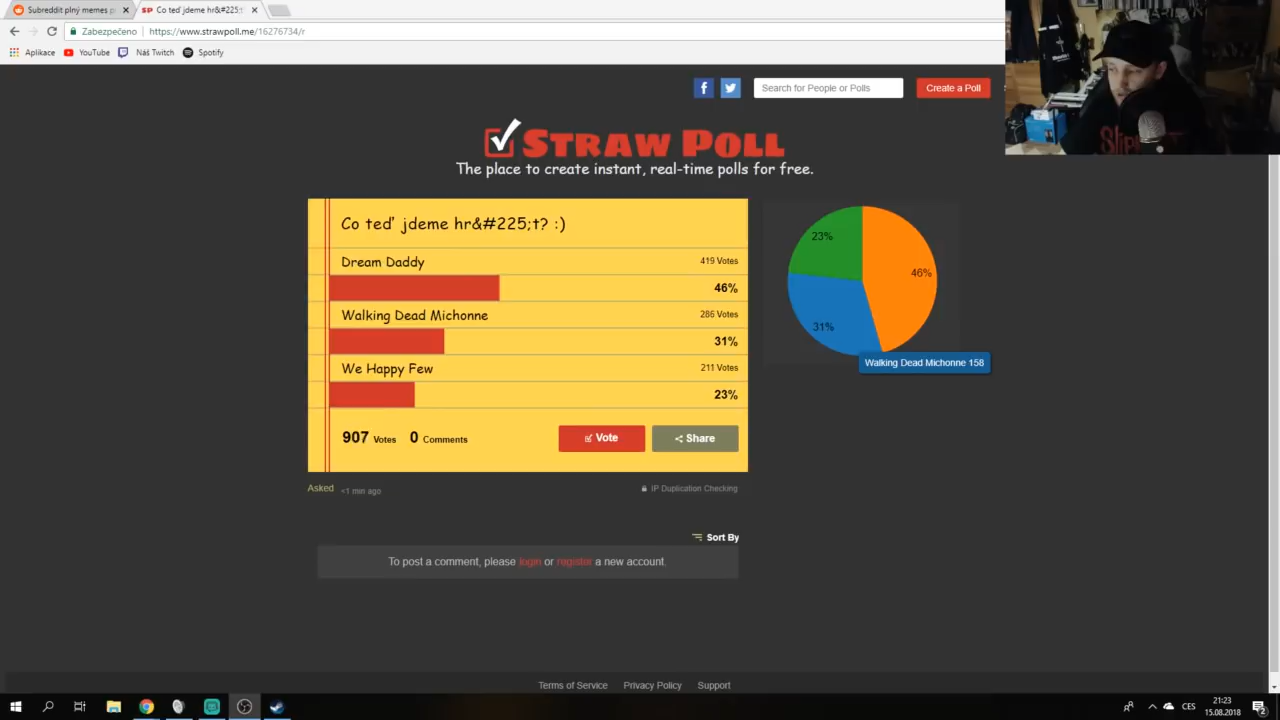 Subreddit plný memes p
Co teď jdeme hr&#225;t
Zabezpečeno
https://www.strawpoll.me/16276734/r
Aplikace
YouTube
Náš Twitch
Spotify
Search for People or Polls
Create a Poll
STRAW POLL
The place to create instant, real-time polls for free.
Co teď jdeme hr&#225;t? :)
Dream Daddy
419 Votes
46%
Walking Dead Michonne
286 Votes
31%
We Happy Few
211 Votes
23%
907 Votes 0 Comments
Vote
Share
Asked <1 min ago
IP Duplication Checking
23%
46%
31%
Walking Dead Michonne 158
Sort By
To post a comment, please login or register a new account.
Terms of Service
Privacy Policy
Support
CES
21:23
15.08.2018
2